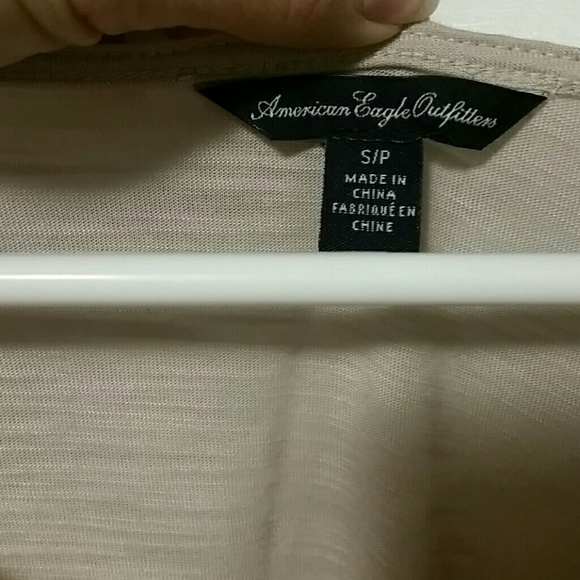 American Eagle Outfitters
S/P
MADE IN
CHINA
FABRIQUÉ EN
CHINE